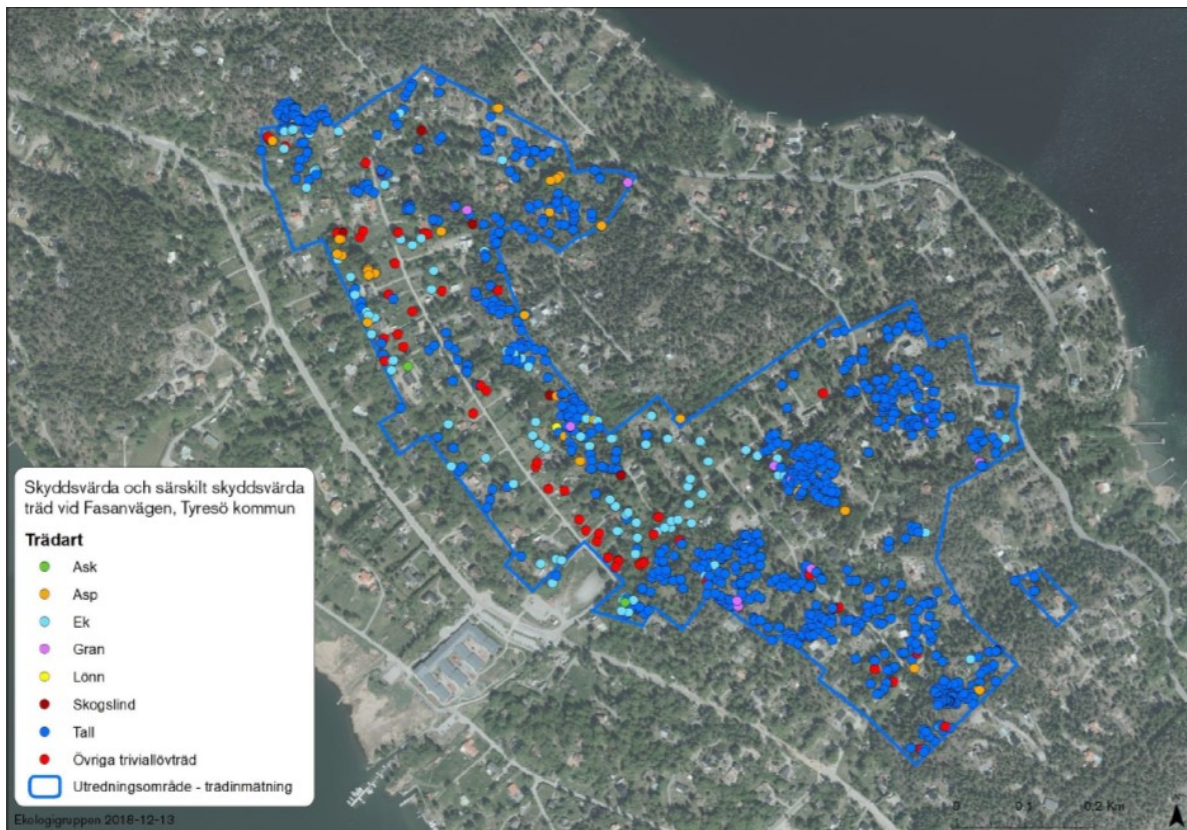 Skyddsvärda och särskilt skyddsvärda
träd vid Fasanvägen, Tyresö kommun
Trädart
Ask
Asp
Ek
Gran
Lönn
Skogslind
Tall
Övriga triviallövträd
Utredningsområde - trädinmätning
Ekologigruppen 2018-12-13
0 0.1 0.2 Km